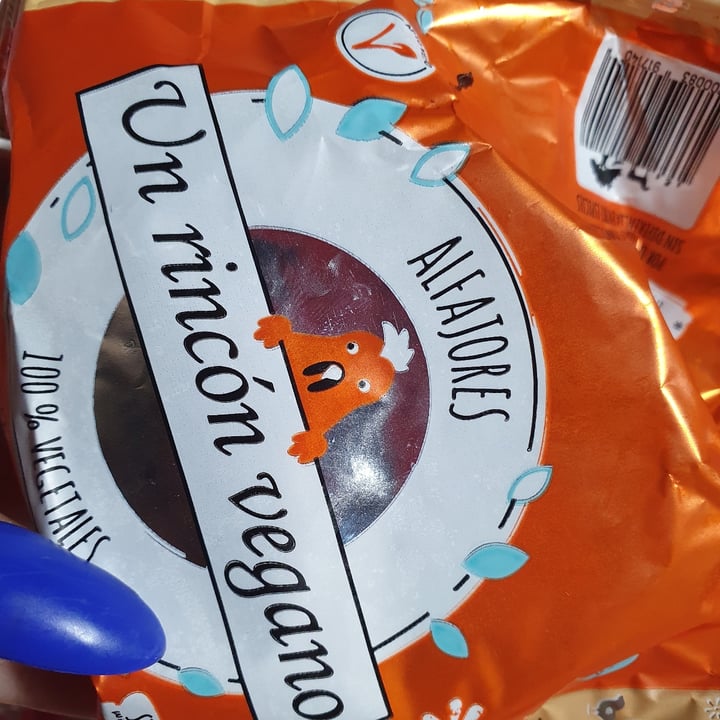 ALFAJORES
Un rincón vegano
100 % VEGETALES